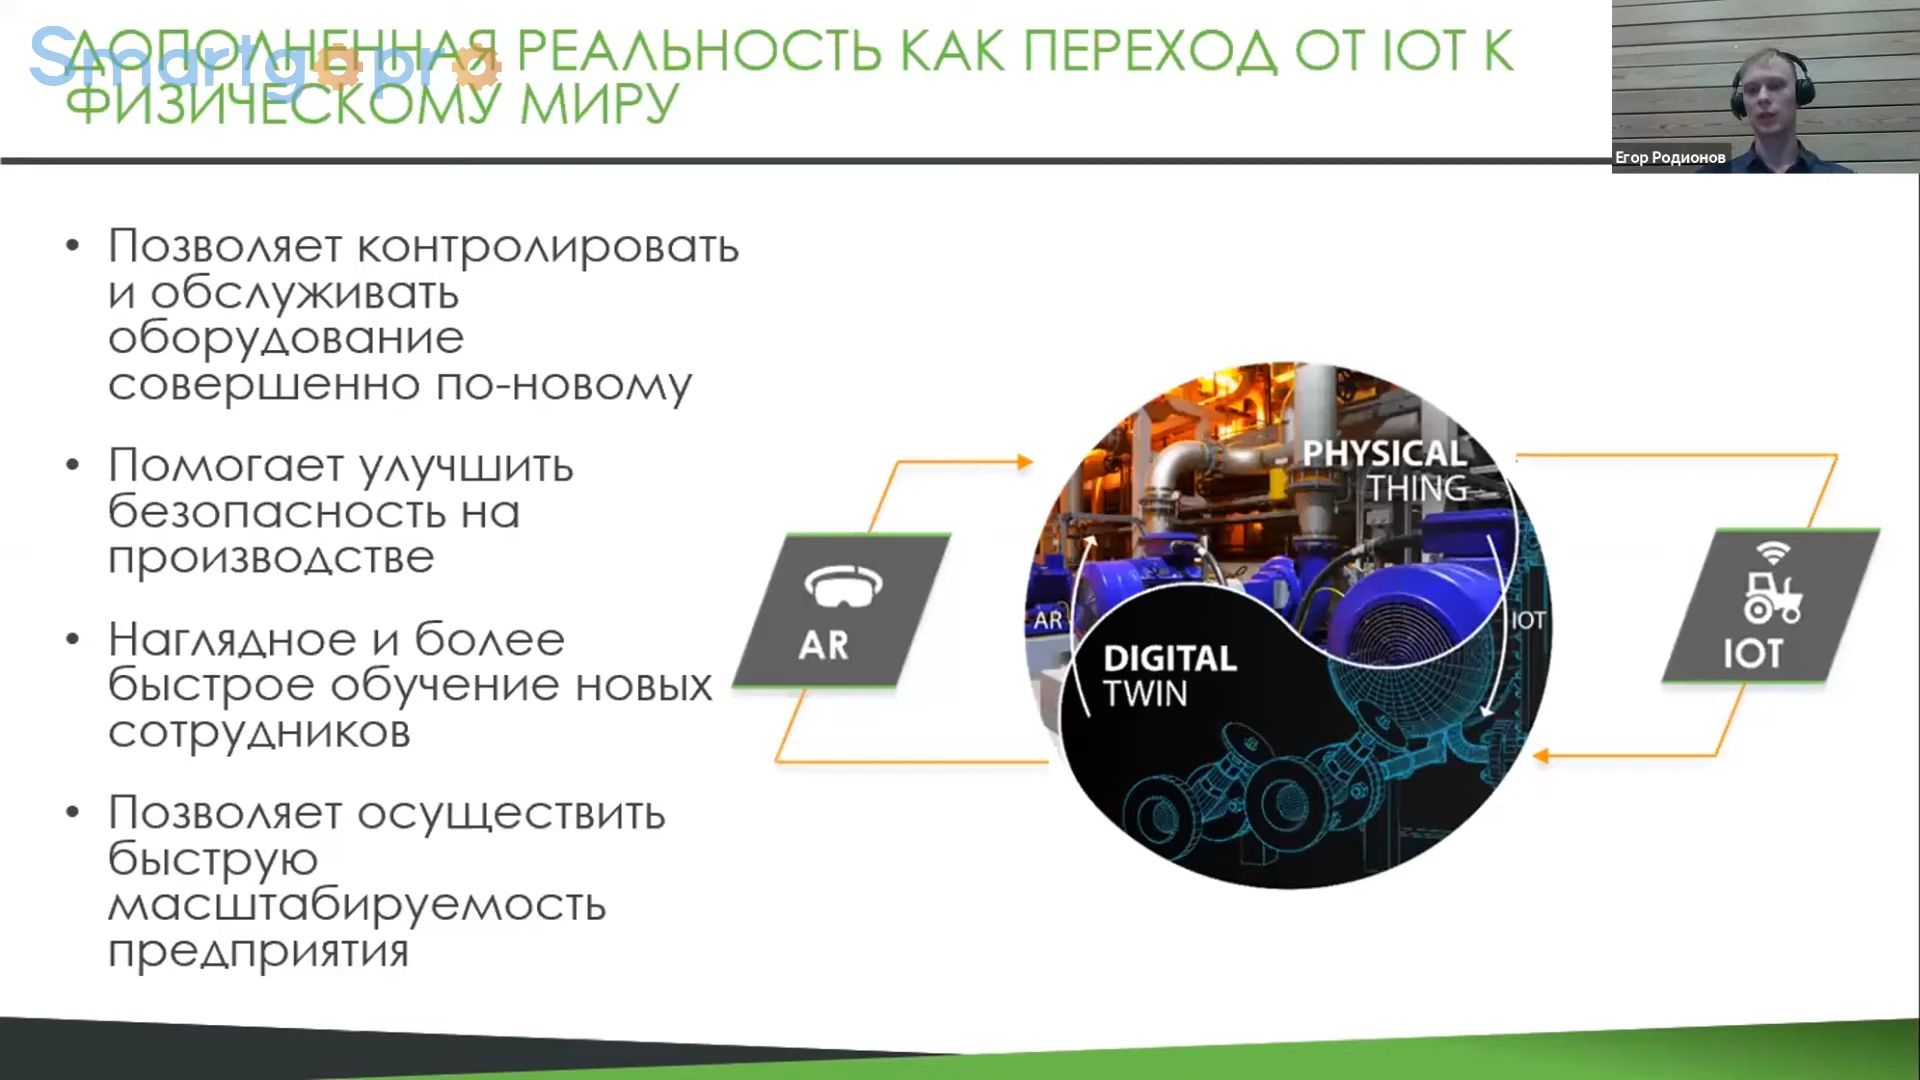 Smartgopro
ДОПОЛНЕННАЯ РЕАЛЬНОСТЬ КАК ПЕРЕХОД ОТ IOT К
ФИЗИЧЕСКОМУ МИРУ
Егор Родионов
• Позволяет контролировать
и обслуживать
оборудование
совершенно по-новому
• Помогает улучшить
безопасность на
производстве
• Наглядное и более
быстрое обучение новых
сотрудников
• Позволяет осуществить
быструю
масштабируемость
предприятия
AR
PHYSICAL
THING
AR
IOT
DIGITAL
TWIN
IOT